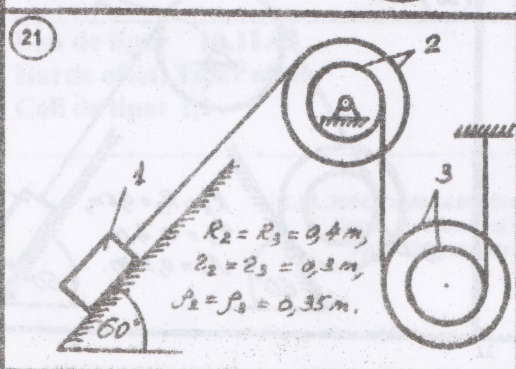 21
2
1
3
R₂ = R₃ = 0,4 m,
r₂ = r₃ = 0,3 m,
ρ₂ = ρ₃ = 0,35 m.
60°